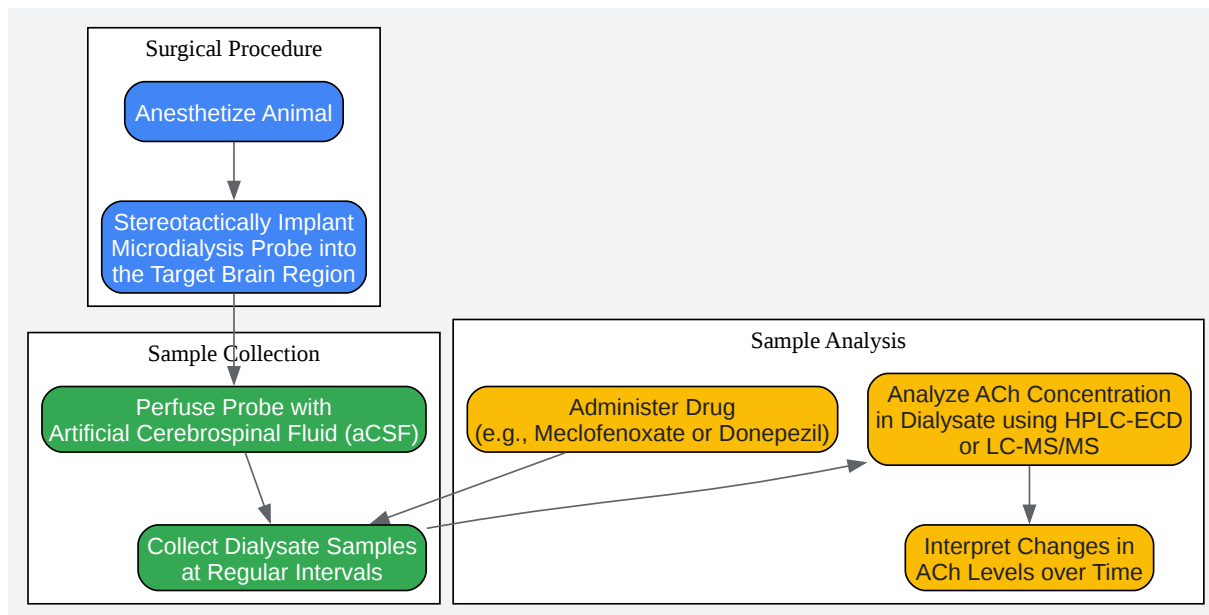 Surgical Procedure
Anesthetize Animal
Stereotactically Implant
Microdialysis Probe into
the Target Brain Region
Sample Collection
Perfuse Probe with
Artificial Cerebrospinal Fluid (aCSF)
Collect Dialysate Samples
at Regular Intervals
Sample Analysis
Administer Drug
(e.g., Meclofenoxate or Donepezil)
Analyze ACh Concentration
in Dialysate using HPLC-ECD
or LC-MS/MS
Interpret Changes in
ACh Levels over Time